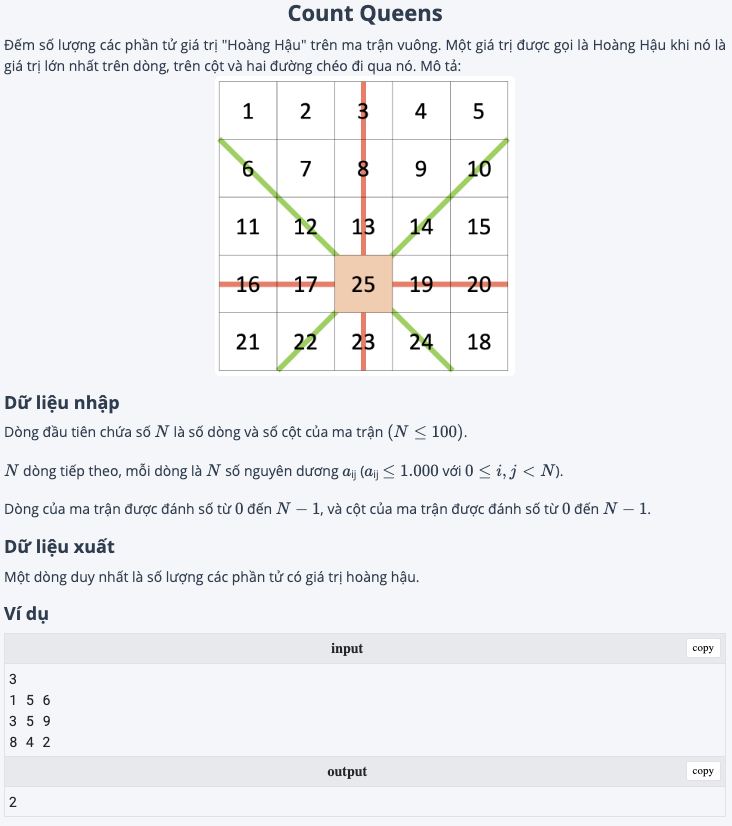 Count Queens
Đếm số lượng các phần tử giá trị "Hoàng Hậu" trên ma trận vuông. Một giá trị được gọi là Hoàng Hậu khi nó là
giá trị lớn nhất trên dòng, trên cột và hai đường chéo đi qua nó. Mô tả:
1 2 3 4 5
6 7 8 9 10
11 12 13 14 15
16 17 25 19 20
21 22 23 24 18
Dữ liệu nhập
Dòng đầu tiên chứa số N là số dòng và số cột của ma trận (N ≤ 100).
N dòng tiếp theo, mỗi dòng là N số nguyên dương aij (aij ≤ 1.000 với 0 ≤ i, j < N).
Dòng của ma trận được đánh số từ 0 đến N − 1, và cột của ma trận được đánh số từ 0 đến N − 1.
Dữ liệu xuất
Một dòng duy nhất là số lượng các phần tử có giá trị hoàng hậu.
Ví dụ
input copy
3
1 5 6
3 5 9
8 4 2
output copy
2